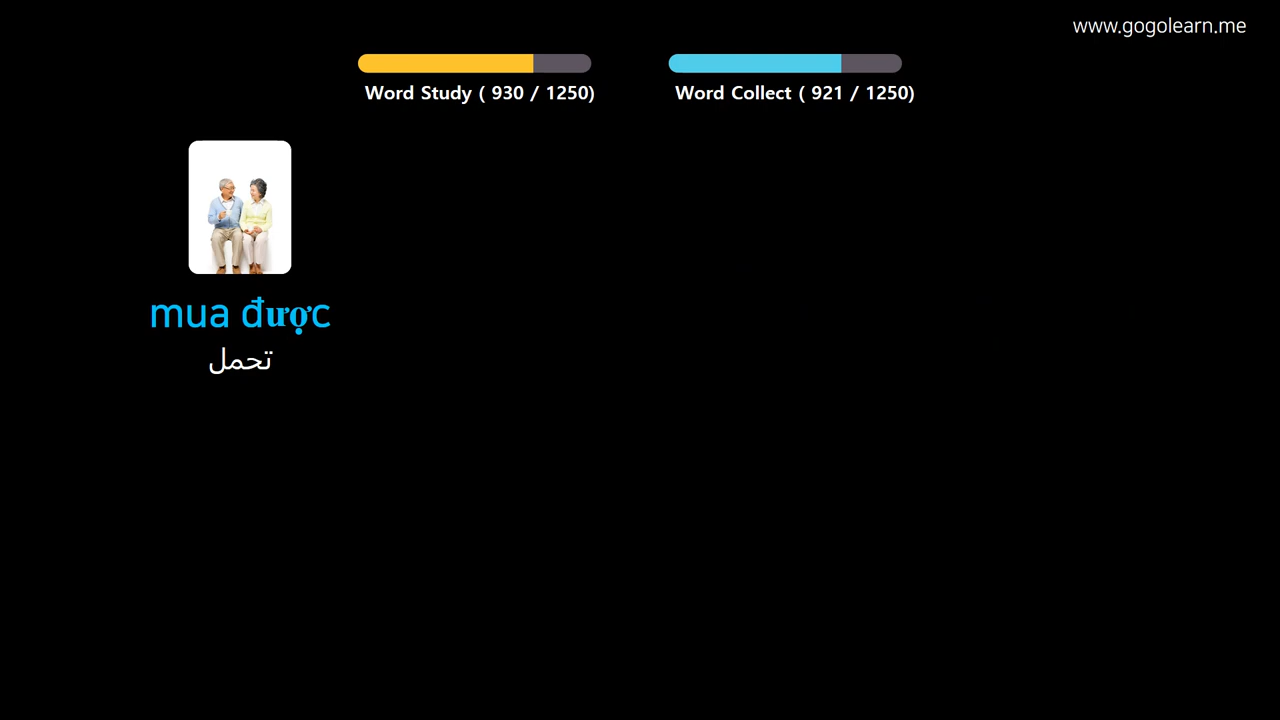 www.gogolearn.me
Word Study ( 930 / 1250)
Word Collect ( 921 / 1250)
mua được
تحمل